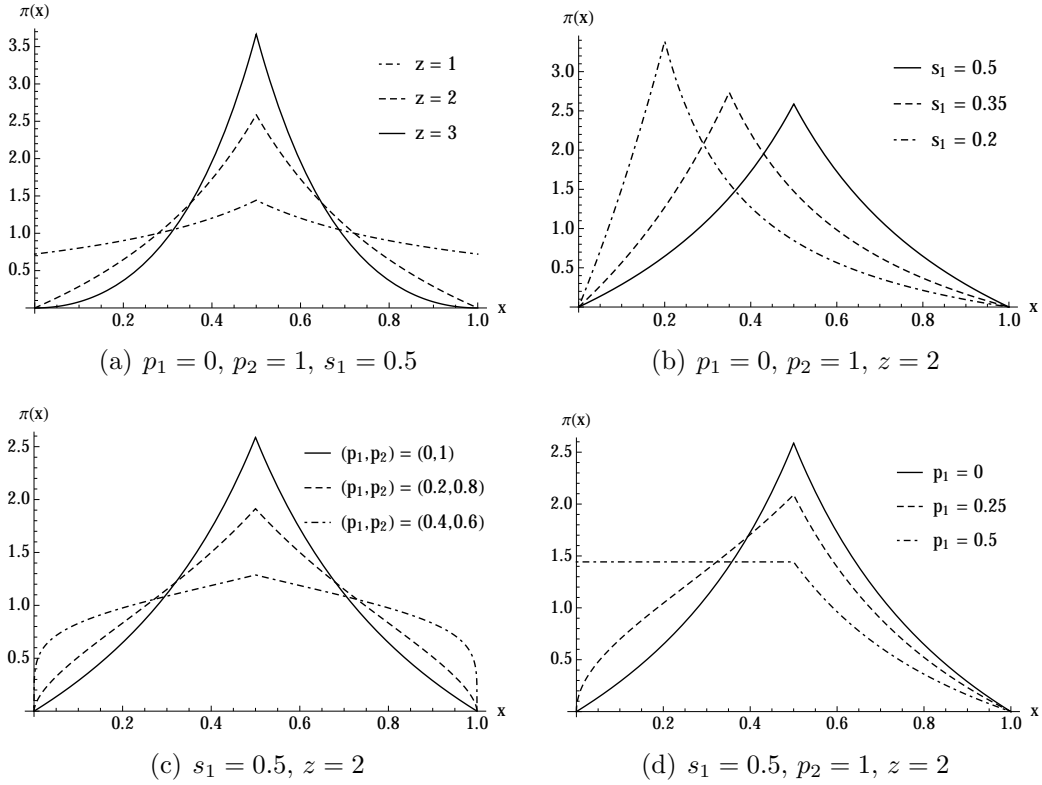 π(x)
3.5
3.0
2.5
2.0
1.5
1.0
0.5
0.2
0.4
0.6
0.8
1.0
x
z = 1
z = 2
z = 3
(a) p₁ = 0, p₂ = 1, s₁ = 0.5
π(x)
3.0
2.5
2.0
1.5
1.0
0.5
0.2
0.4
0.6
0.8
1.0
x
s₁ = 0.5
s₁ = 0.35
s₁ = 0.2
(b) p₁ = 0, p₂ = 1, z = 2
π(x)
2.5
2.0
1.5
1.0
0.5
0.2
0.4
0.6
0.8
1.0
x
(p₁,p₂) = (0,1)
(p₁,p₂) = (0.2,0.8)
(p₁,p₂) = (0.4,0.6)
(c) s₁ = 0.5, z = 2
π(x)
2.5
2.0
1.5
1.0
0.5
0.2
0.4
0.6
0.8
1.0
x
p₁ = 0
p₁ = 0.25
p₁ = 0.5
(d) s₁ = 0.5, p₂ = 1, z = 2